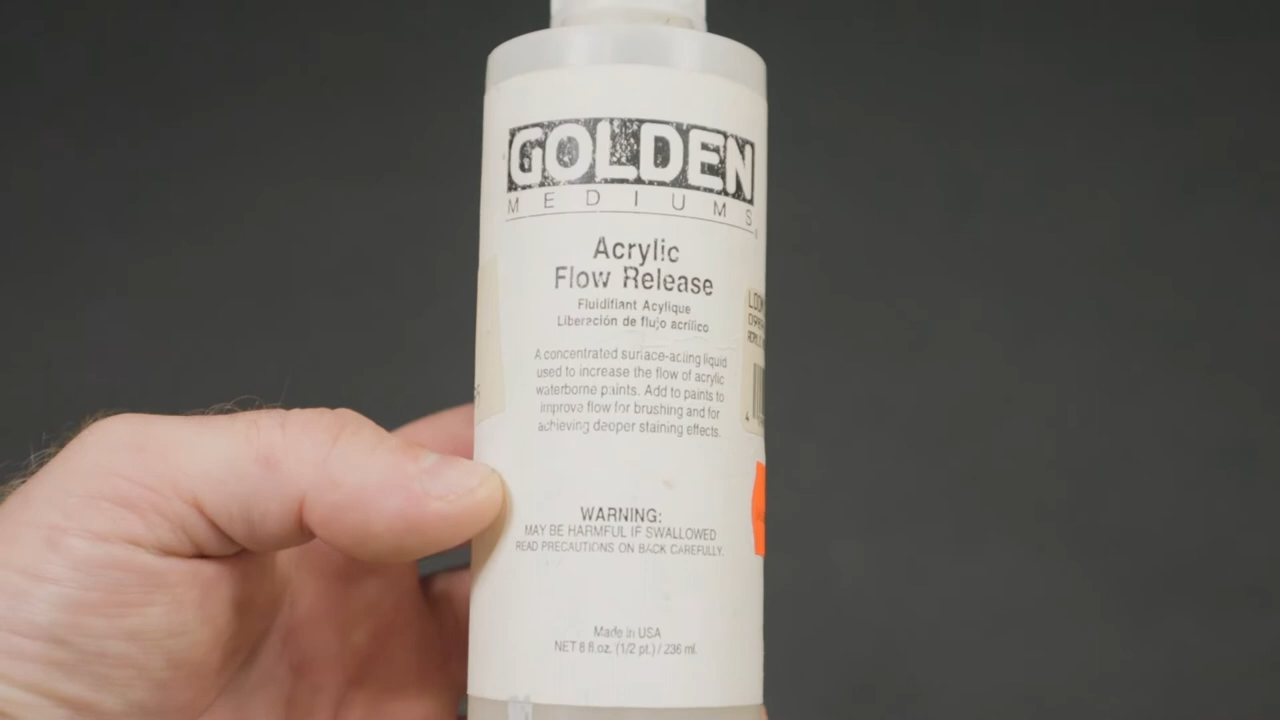 GOLDEN
MEDIUMS
Acrylic
Flow Release
Fluidifiant Acylique
Liberación de flujo acrílico
A concentrated surface-acting liquid
used to increase the flow of acrylic
waterborne paints. Add to paints to
improve flow for brushing and for
achieving deeper staining effects.
WARNING:
MAY BE HARMFUL IF SWALLOWED
READ PRECAUTIONS ON BACK CAREFULLY.
Made in USA
NET 8 fl.oz. (1/2 pt.) / 236 ml.